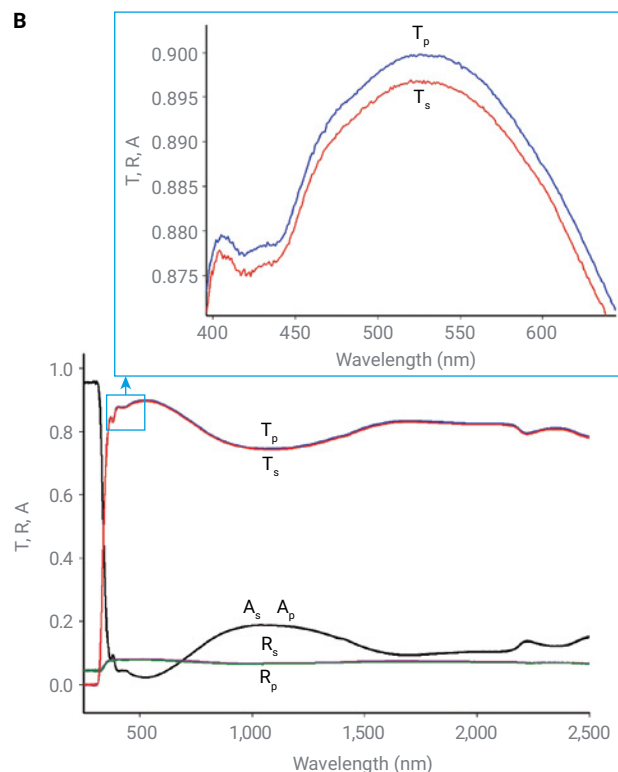 B
T, R, A
0.900
0.895
0.890
0.885
0.880
0.875
Tp
Ts
400 450 500 550 600
Wavelength (nm)
T, R, A
1.0
0.8
0.6
0.4
0.2
0.0
Tp
Ts
As Ap
Rs
Rp
500 1,000 1,500 2,000 2,500
Wavelength (nm)